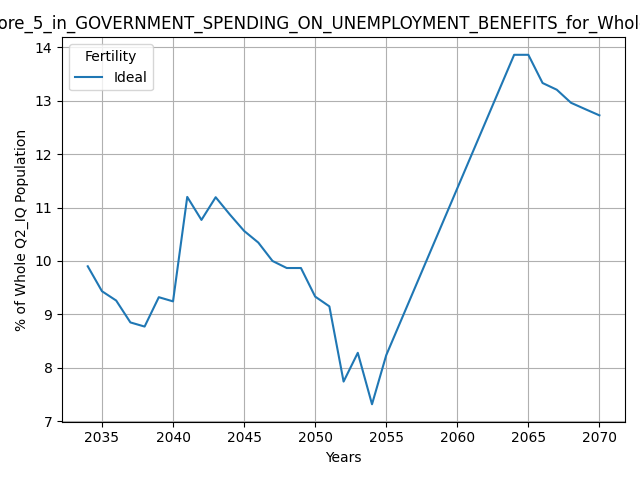 ore_5_in_GOVERNMENT_SPENDING_ON_UNEMPLOYMENT_BENEFITS_for_Whol
Fertility
Ideal
14
13
12
11
10
9
8
7
% of Whole Q2_IQ Population
2035 2040 2045 2050 2055 2060 2065 2070
Years